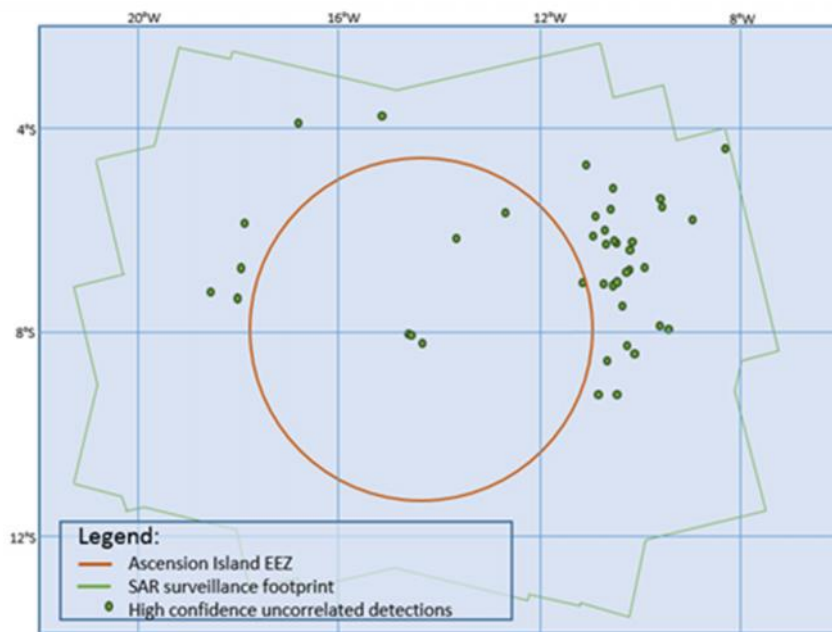 20°W 16°W 12°W 8°W
4°S
8°S
12°S
Legend:
Ascension Island EEZ
SAR surveillance footprint
High confidence uncorrelated detections